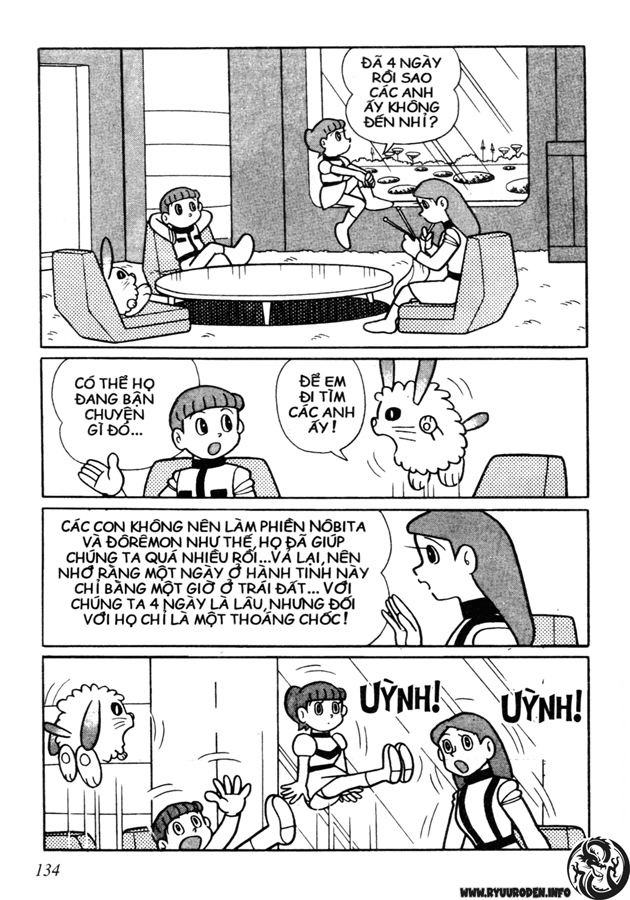 ĐÃ 4 NGÀY
RỒI SAO
CÁC ANH
ẤY KHÔNG
ĐẾN NHỈ?
CÓ THỂ HỌ
ĐANG BẬN
CHUYỆN
GÌ ĐÓ...
ĐỂ EM
ĐI TÌM
CÁC ANH
ẤY!
CÁC CON KHÔNG NÊN LÀM PHIỀN NÔBITA
VÀ ĐÔRÊMON NHƯ THẾ, HỌ ĐÃ GIÚP
CHÚNG TA QUÁ NHIỀU RỒI...VẢ LẠI, NÊN
NHỚ RẰNG MỘT NGÀY Ở HÀNH TINH NÀY
CHỈ BẰNG MỘT GIỜ Ở TRÁI ĐẤT... VỚI
CHÚNG TA 4 NGÀY LÀ LÂU, NHƯNG ĐỐI
VỚI HỌ CHỈ LÀ MỘT THOÁNG CHỐC!
UỲNH!
UỲNH!
134
WWW.RYUURODEN.INFO